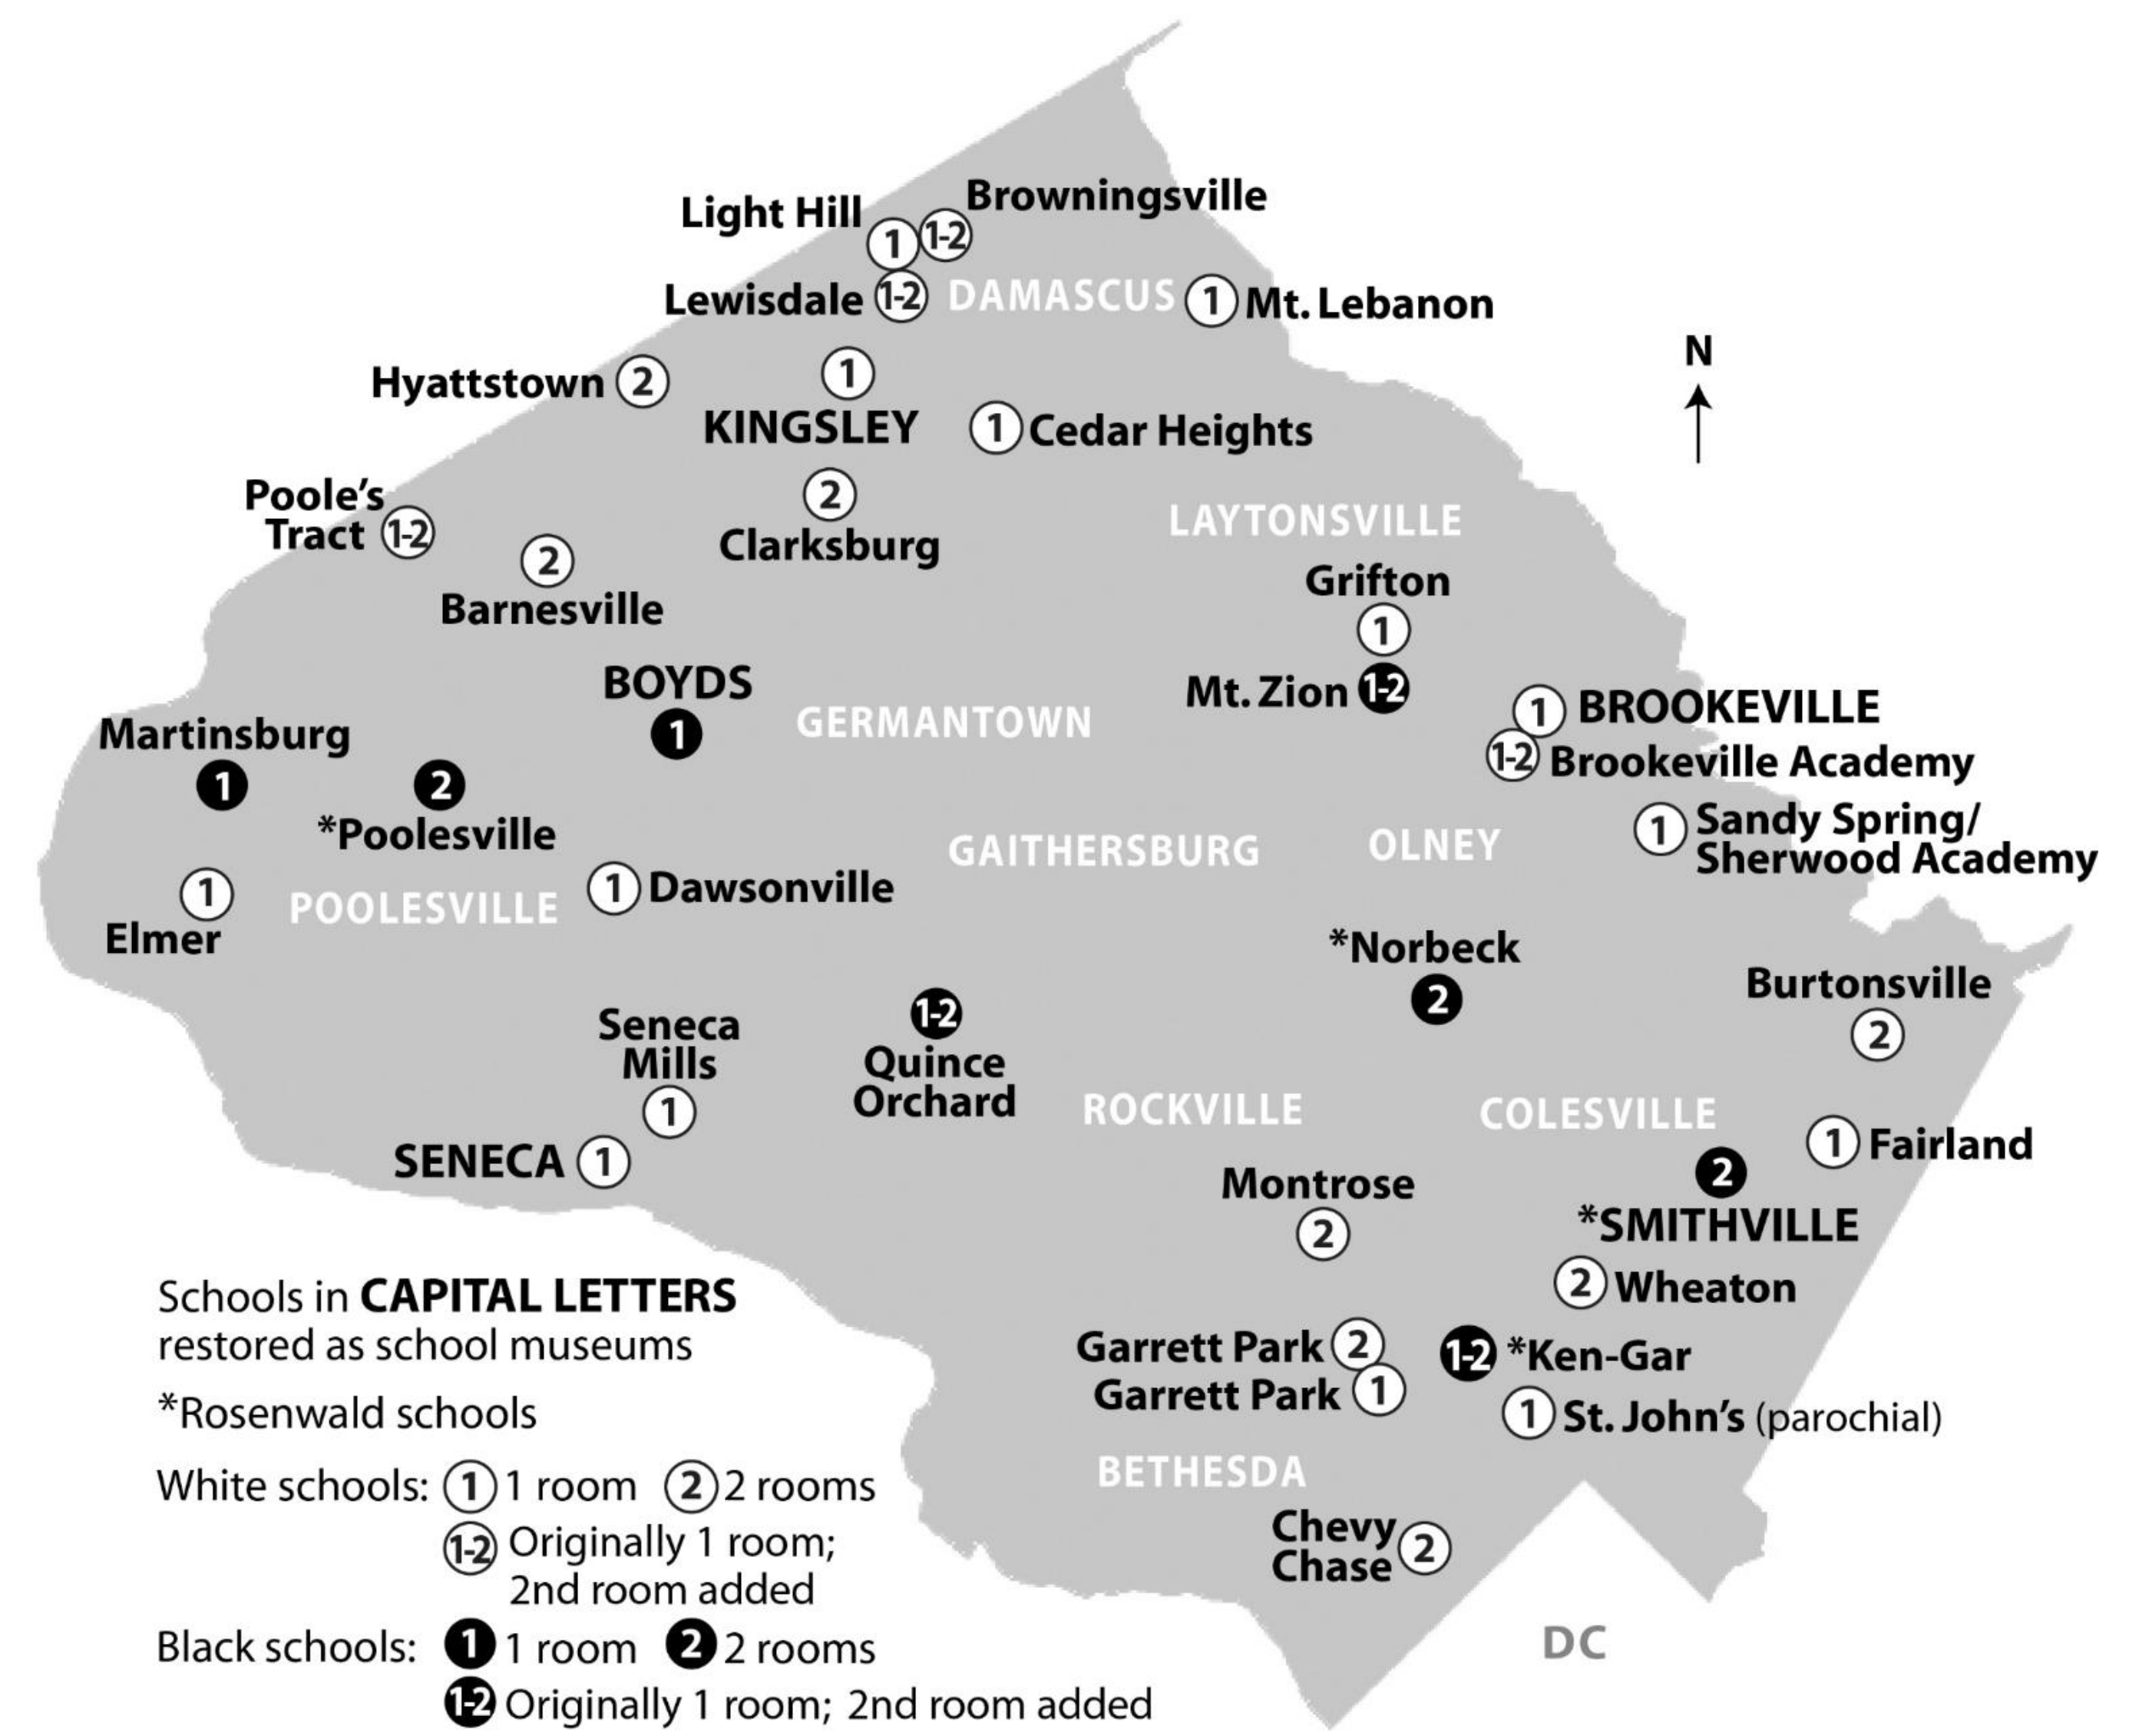 Browningsville
Light Hill
1
1-2
Lewisdale
1-2
DAMASCUS
1
Mt. Lebanon
N
Hyattstown
2
1
KINGSLEY
1
Cedar Heights
Poole's
Tract
1-2
2
Clarksburg
2
Barnesville
LAYTONSVILLE
Grifton
1
BOYDS
1
GERMANTOWN
Mt. Zion
1-2
1
BROOKEVILLE
1-2
Brookeville Academy
Martinsburg
1
2
*Poolesville
GAITHERSBURG
OLNEY
1
Sandy Spring/
Sherwood Academy
1
Elmer
POOLESVILLE
1
Dawsonville
*Norbeck
2
Burtonsville
2
Seneca
Mills
1
1-2
Quince
Orchard
ROCKVILLE
COLESVILLE
SENECA
1
1
Fairland
2
*SMITHVILLE
Montrose
2
2
Wheaton
Garrett Park
2
1-2
*Ken-Gar
Garrett Park
1
1
St. John's (parochial)
BETHESDA
Chevy
Chase
2
DC
Schools in CAPITAL LETTERS
restored as school museums
*Rosenwald schools
White schools: 1 1 room 2 2 rooms
1-2 Originally 1 room;
2nd room added
Black schools: 1 1 room 2 2 rooms
1-2 Originally 1 room; 2nd room added